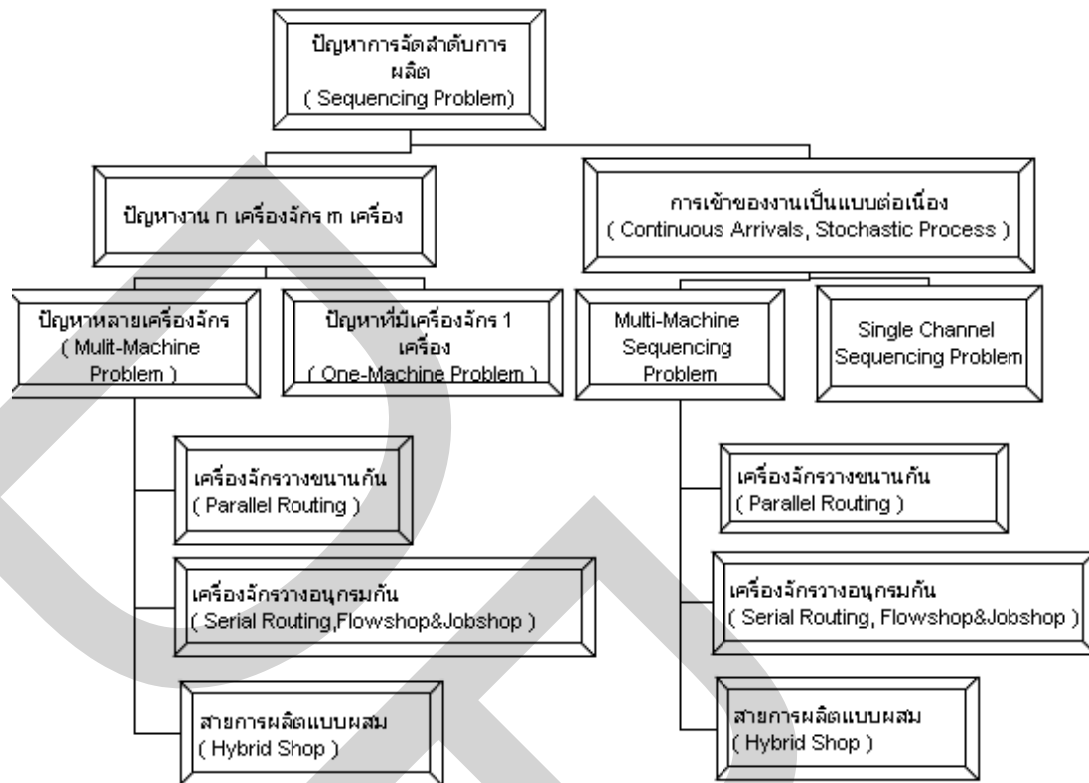 ปัญหาการจัดลำดับการ
ผลิต
( Sequencing Problem)
ปัญหางาน n เครื่องจักร m เครื่อง
การเข้าของงานเป็นแบบต่อเนื่อง
( Continuous Arrivals, Stochastic Process )
ปัญหาหลายเครื่องจักร
( Mulit-Machine
Problem )
ปัญหาที่มีเครื่องจักร 1
เครื่อง
( One-Machine Problem )
Multi-Machine
Sequencing
Problem
Single Channel
Sequencing Problem
เครื่องจักรวางขนานกัน
( Parallel Routing )
เครื่องจักรวางอนุกรมกัน
( Serial Routing,Flowshop&Jobshop )
สายการผลิตแบบผสม
( Hybrid Shop )
เครื่องจักรวางขนานกัน
( Parallel Routing )
เครื่องจักรวางอนุกรมกัน
( Serial Routing, Flowshop&Jobshop )
สายการผลิตแบบผสม
( Hybrid Shop )